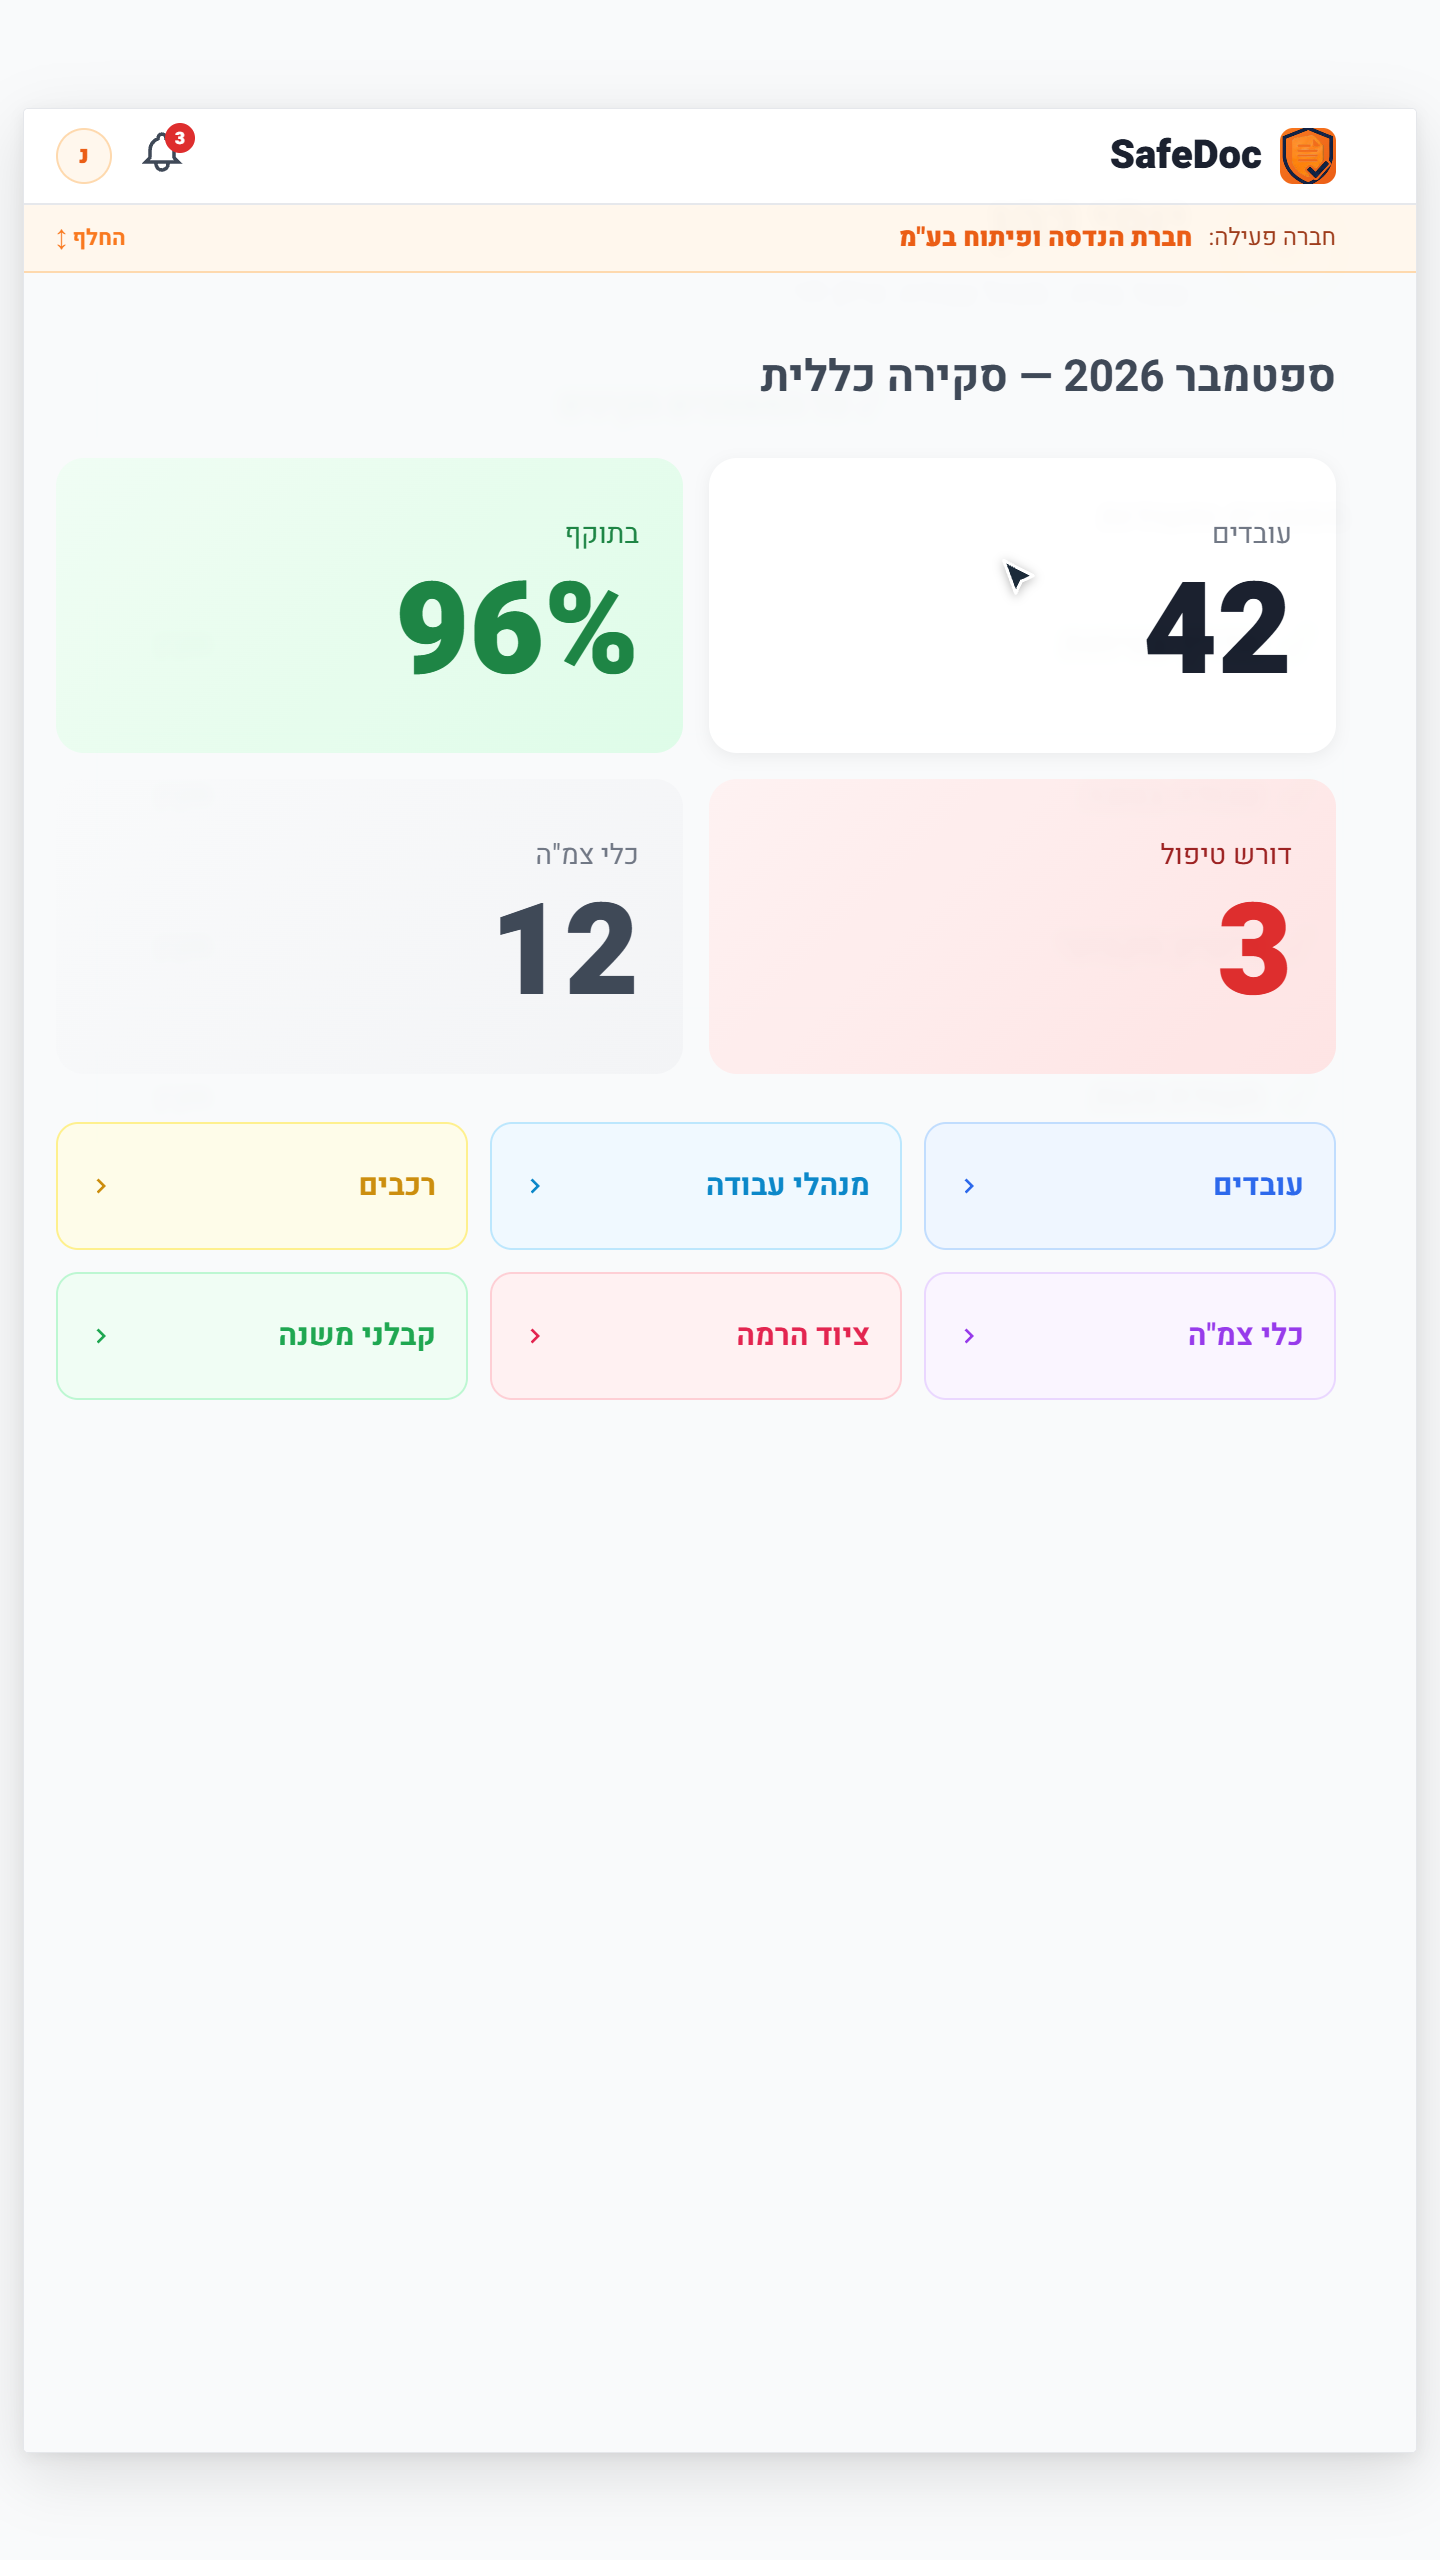 SafeDoc
3
נ
חברה פעילה: חברת הנדסה ופיתוח בע"מ
החלף ↕
ספטמבר 2026 — סקירה כללית
עובדים
42
בתוקף
96%
דורש טיפול
3
כלי צמ"ה
12
עובדים
מנהלי עבודה
רכבים
כלי צמ"ה
ציוד הרמה
קבלני משנה